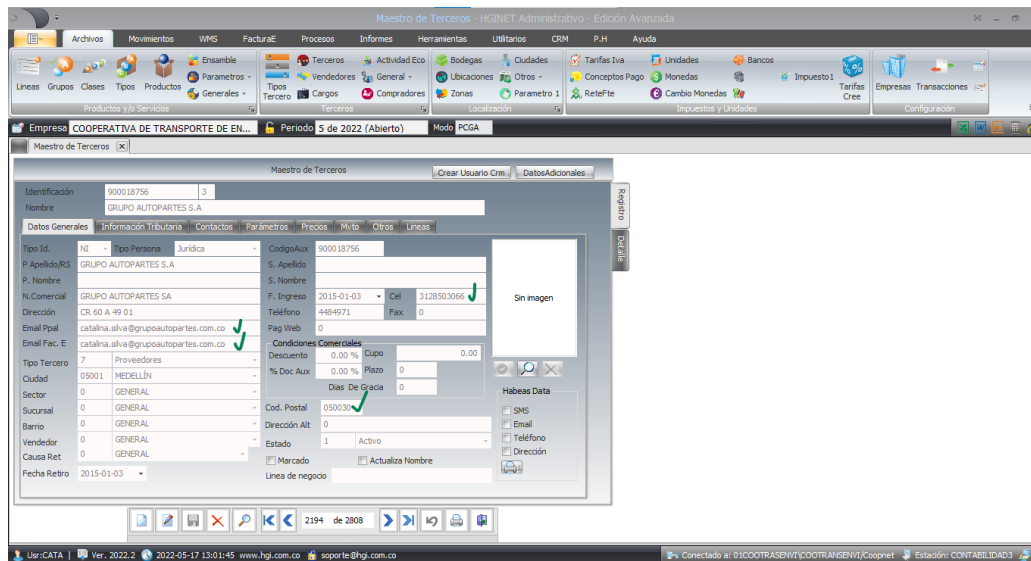 Maestro de Terceros - HGINET Administrativo - Edición Avanzada
Archivos Movimientos WMS FacturaE Procesos Informes Herramientas Utilitarios CRM P.H Ayuda
Lineas Grupos Clases Tipos Productos
Ensamble
Parametros
Generales
Productos y/o Servicios
Tipos Tercero
Terceros Actividad Eco
Vendedores General
Cargos Compradores
Terceros
Bodegas Ciudades
Ubicaciones Otros
Zonas Parametro 1
Localización
Tarifas Iva Unidades Bancos
Conceptos Pago Monedas Impuesto1
ReteFte Cambio Monedas
Tarifas Cree
Impuestos y Unidades
Empresas Transacciones
Configuración
Empresa COOPERATIVA DE TRANSPORTE DE EN... Periodo 5 de 2022 (Abierto) Modo PCGA
Maestro de Terceros
Maestro de Terceros Crear Usuario Crm DatosAdicionales
Registro
Detalle
Identificación 900018756 3
Nombre GRUPO AUTOPARTES S.A
Datos Generales Información Tributaria Contactos Parámetros Precios Mvto Otros Lineas
Tipo Id. NI Tipo Persona Jurídica CodigoAux 900018756
P Apellido/RS GRUPO AUTOPARTES S.A S. Apellido
P. Nombre S. Nombre
N.Comercial GRUPO AUTOPARTES SA F. Ingreso 2015-01-03 Cel 3128503066
Dirección CR 60 A 49 01 Teléfono 4484971 Fax 0
Email Ppal catalina.silva@grupoautopartes.com.co Pag Web 0
Email Fac. E catalina.silva@grupoautopartes.com.co Condiciones Comerciales
Tipo Tercero 7 Proveedores Descuento 0.00 % Cupo 0.00
Ciudad 05001 MEDELLÍN % Doc Aux 0.00 % Plazo 0
Sector 0 GENERAL Dias De Gracia 0
Sucursal 0 GENERAL Cod. Postal 050030
Barrio 0 GENERAL Dirección Alt 0
Vendedor 0 GENERAL Estado 1 Activo
Causa Ret 0 GENERAL Marcado Actualiza Nombre
Fecha Retiro 2015-01-03 Linea de negocio
Sin imagen
Habeas Data
SMS
Email
Teléfono
Dirección
2194 de 2808
Usr:CATA | Ver. 2022.2 2022-05-17 13:01:45 www.hgi.com.co soporte@hgi.com.co Conectado a: 01COOTRASENVI\COOTRANSENVI/Coopnet Estación: CONTABILIDAD3